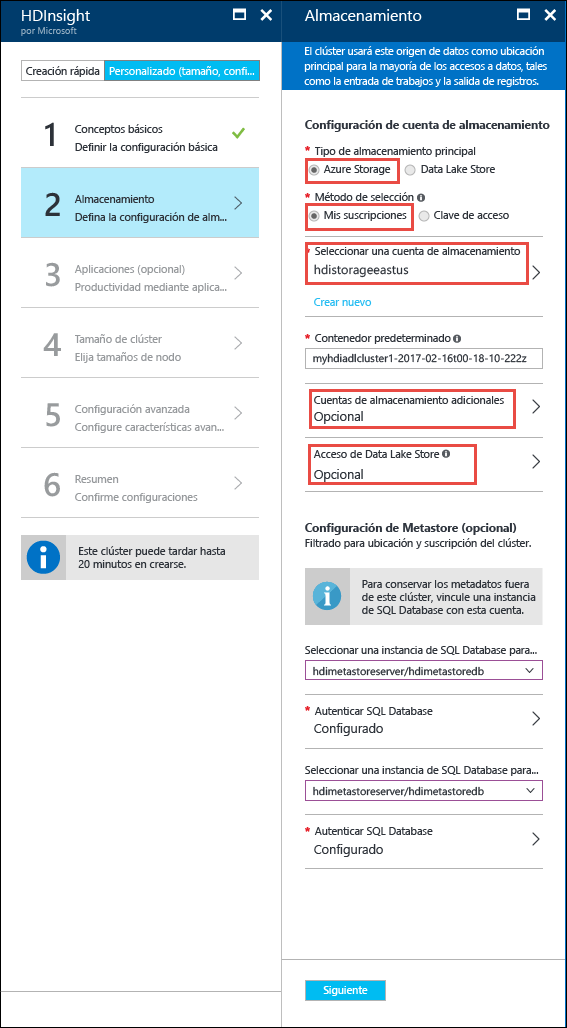 HDInsight
por Microsoft
Creación rápida
Personalizado (tamaño, confi...
1
Conceptos básicos
Definir la configuración básica
2
Almacenamiento
Defina la configuración de alm...
3
Aplicaciones (opcional)
Productividad mediante aplica...
4
Tamaño de clúster
Elija tamaños de nodo
5
Configuración avanzada
Configure características avan...
6
Resumen
Confirme configuraciones
Este clúster puede tardar hasta
20 minutos en crearse.
Almacenamiento
El clúster usará este origen de datos como ubicación
principal para la mayoría de los accesos a datos, tales
como la entrada de trabajos y la salida de registros.
Configuración de cuenta de almacenamiento
* Tipo de almacenamiento principal
Azure Storage
Data Lake Store
* Método de selección
Mis suscripciones
Clave de acceso
* Seleccionar una cuenta de almacenamiento
hdistorageeastus
Crear nuevo
* Contenedor predeterminado
myhdiadlcluster1-2017-02-16t00-18-10-222z
Cuentas de almacenamiento adicionales
Opcional
Acceso de Data Lake Store
Opcional
Configuración de Metastore (opcional)
Filtrado para ubicación y suscripción del clúster.
Para conservar los metadatos fuera
de este clúster, vincule una instancia
de SQL Database con esta cuenta.
Seleccionar una instancia de SQL Database para...
hdimetastoreserver/hdimetastoredb
* Autenticar SQL Database
Configurado
Seleccionar una instancia de SQL Database para...
hdimetastoreserver/hdimetastoredb
* Autenticar SQL Database
Configurado
Siguiente